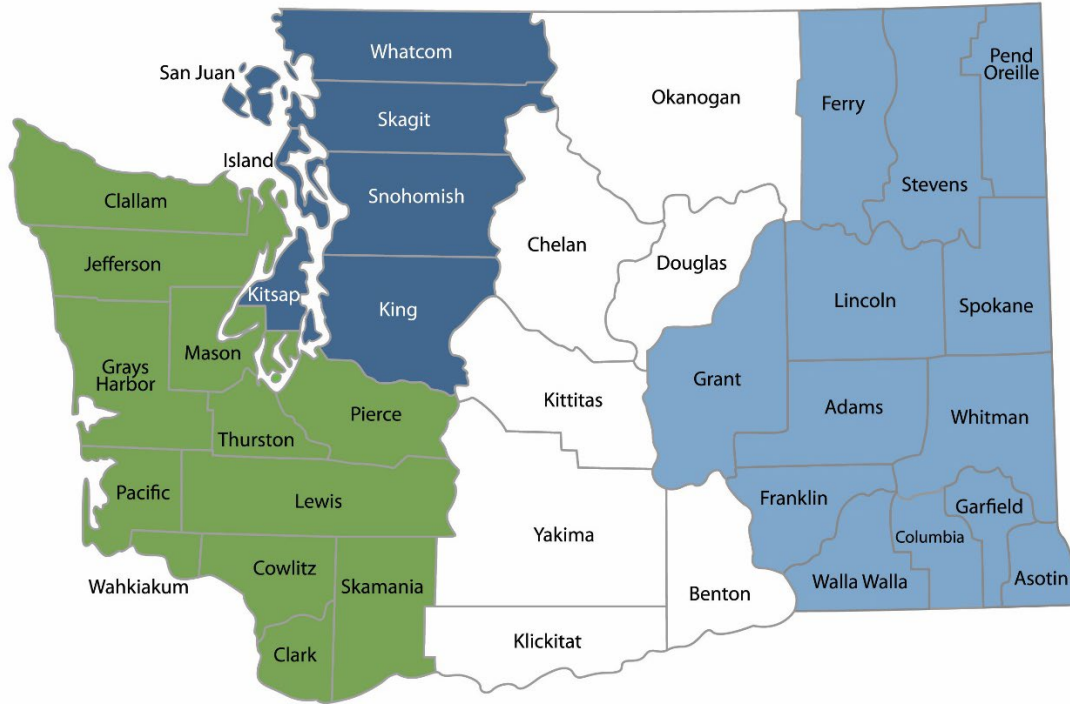 Whatcom
San Juan
Skagit
Island
Snohomish
King
Kitsap
Clallam
Jefferson
Mason
Grays
Harbor
Thurston
Pierce
Pacific
Lewis
Wahkiakum
Cowlitz
Skamania
Clark
Okanogan
Chelan
Douglas
Kittitas
Yakima
Klickitat
Benton
Ferry
Stevens
Pend
Oreille
Lincoln
Spokane
Grant
Adams
Whitman
Franklin
Walla Walla
Columbia
Garfield
Asotin